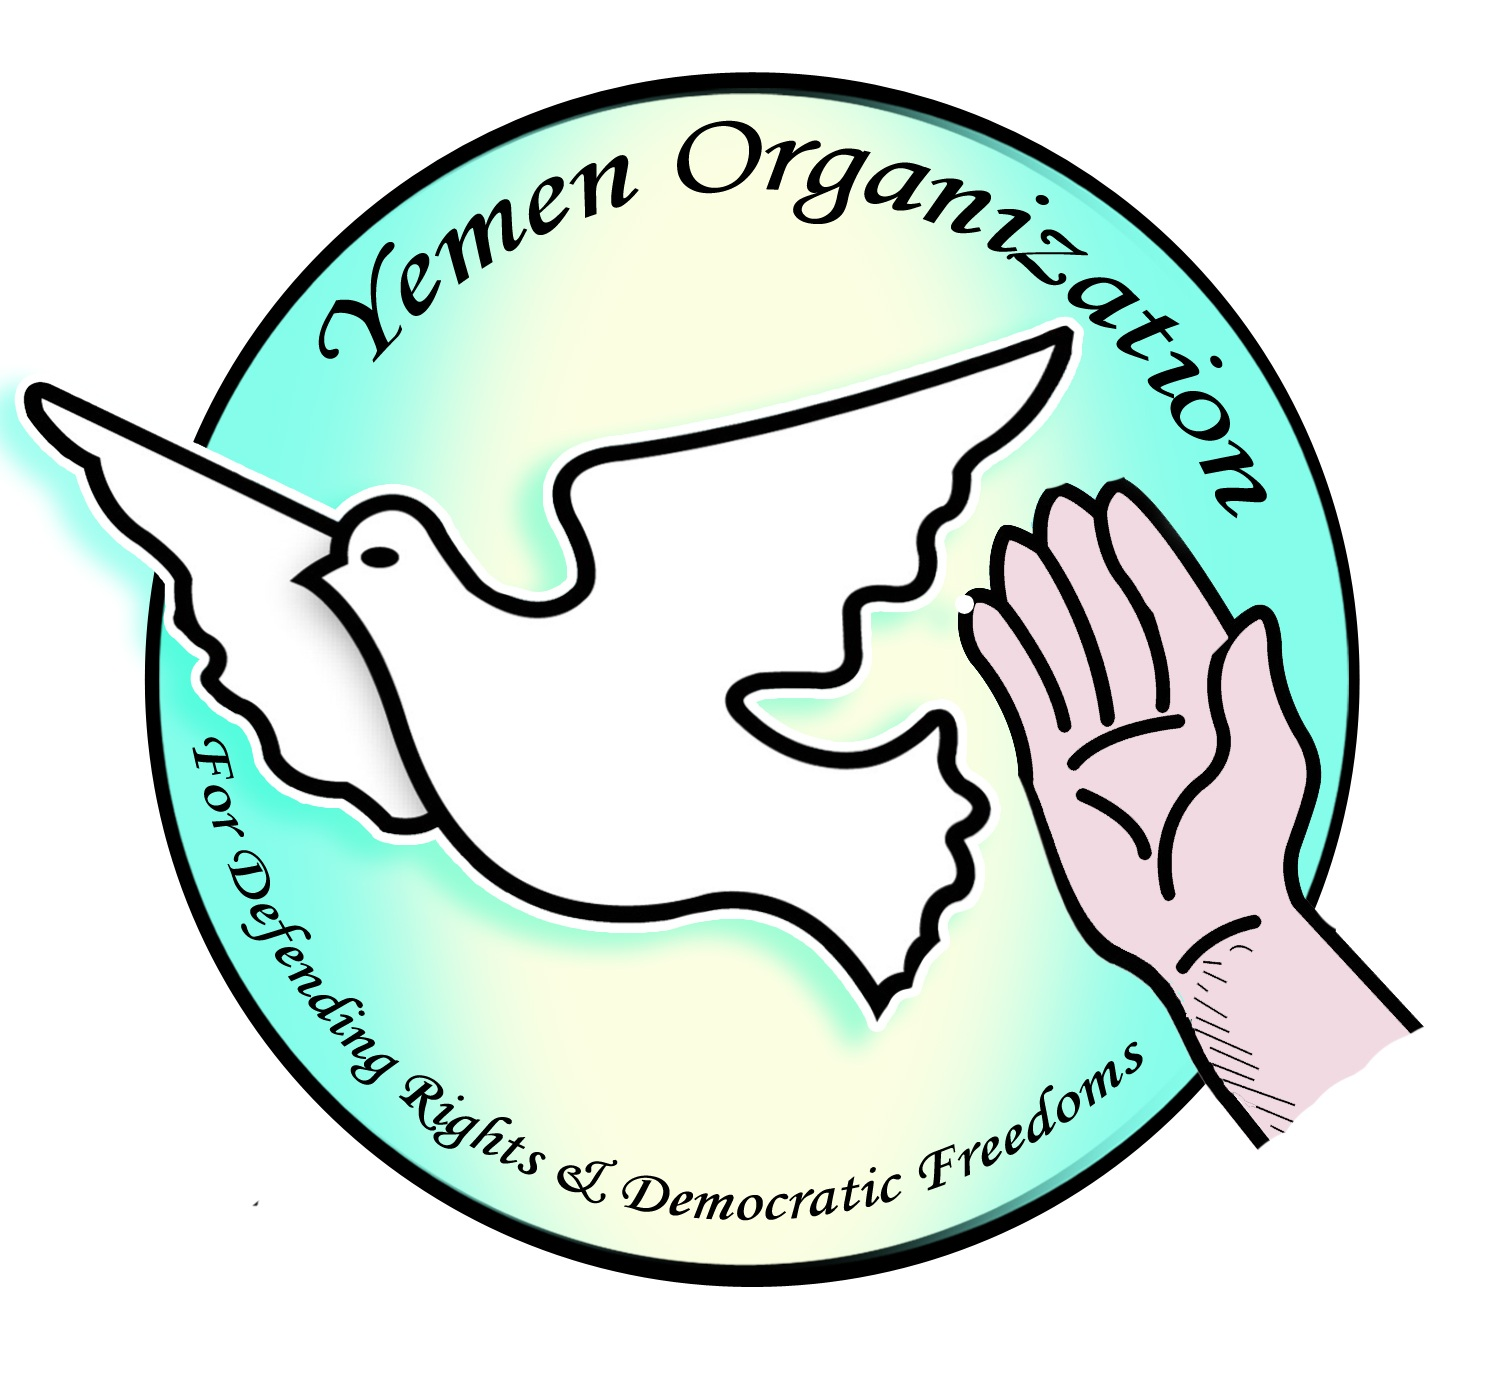 Yemen Organization
For Defending Rights & Democratic Freedoms